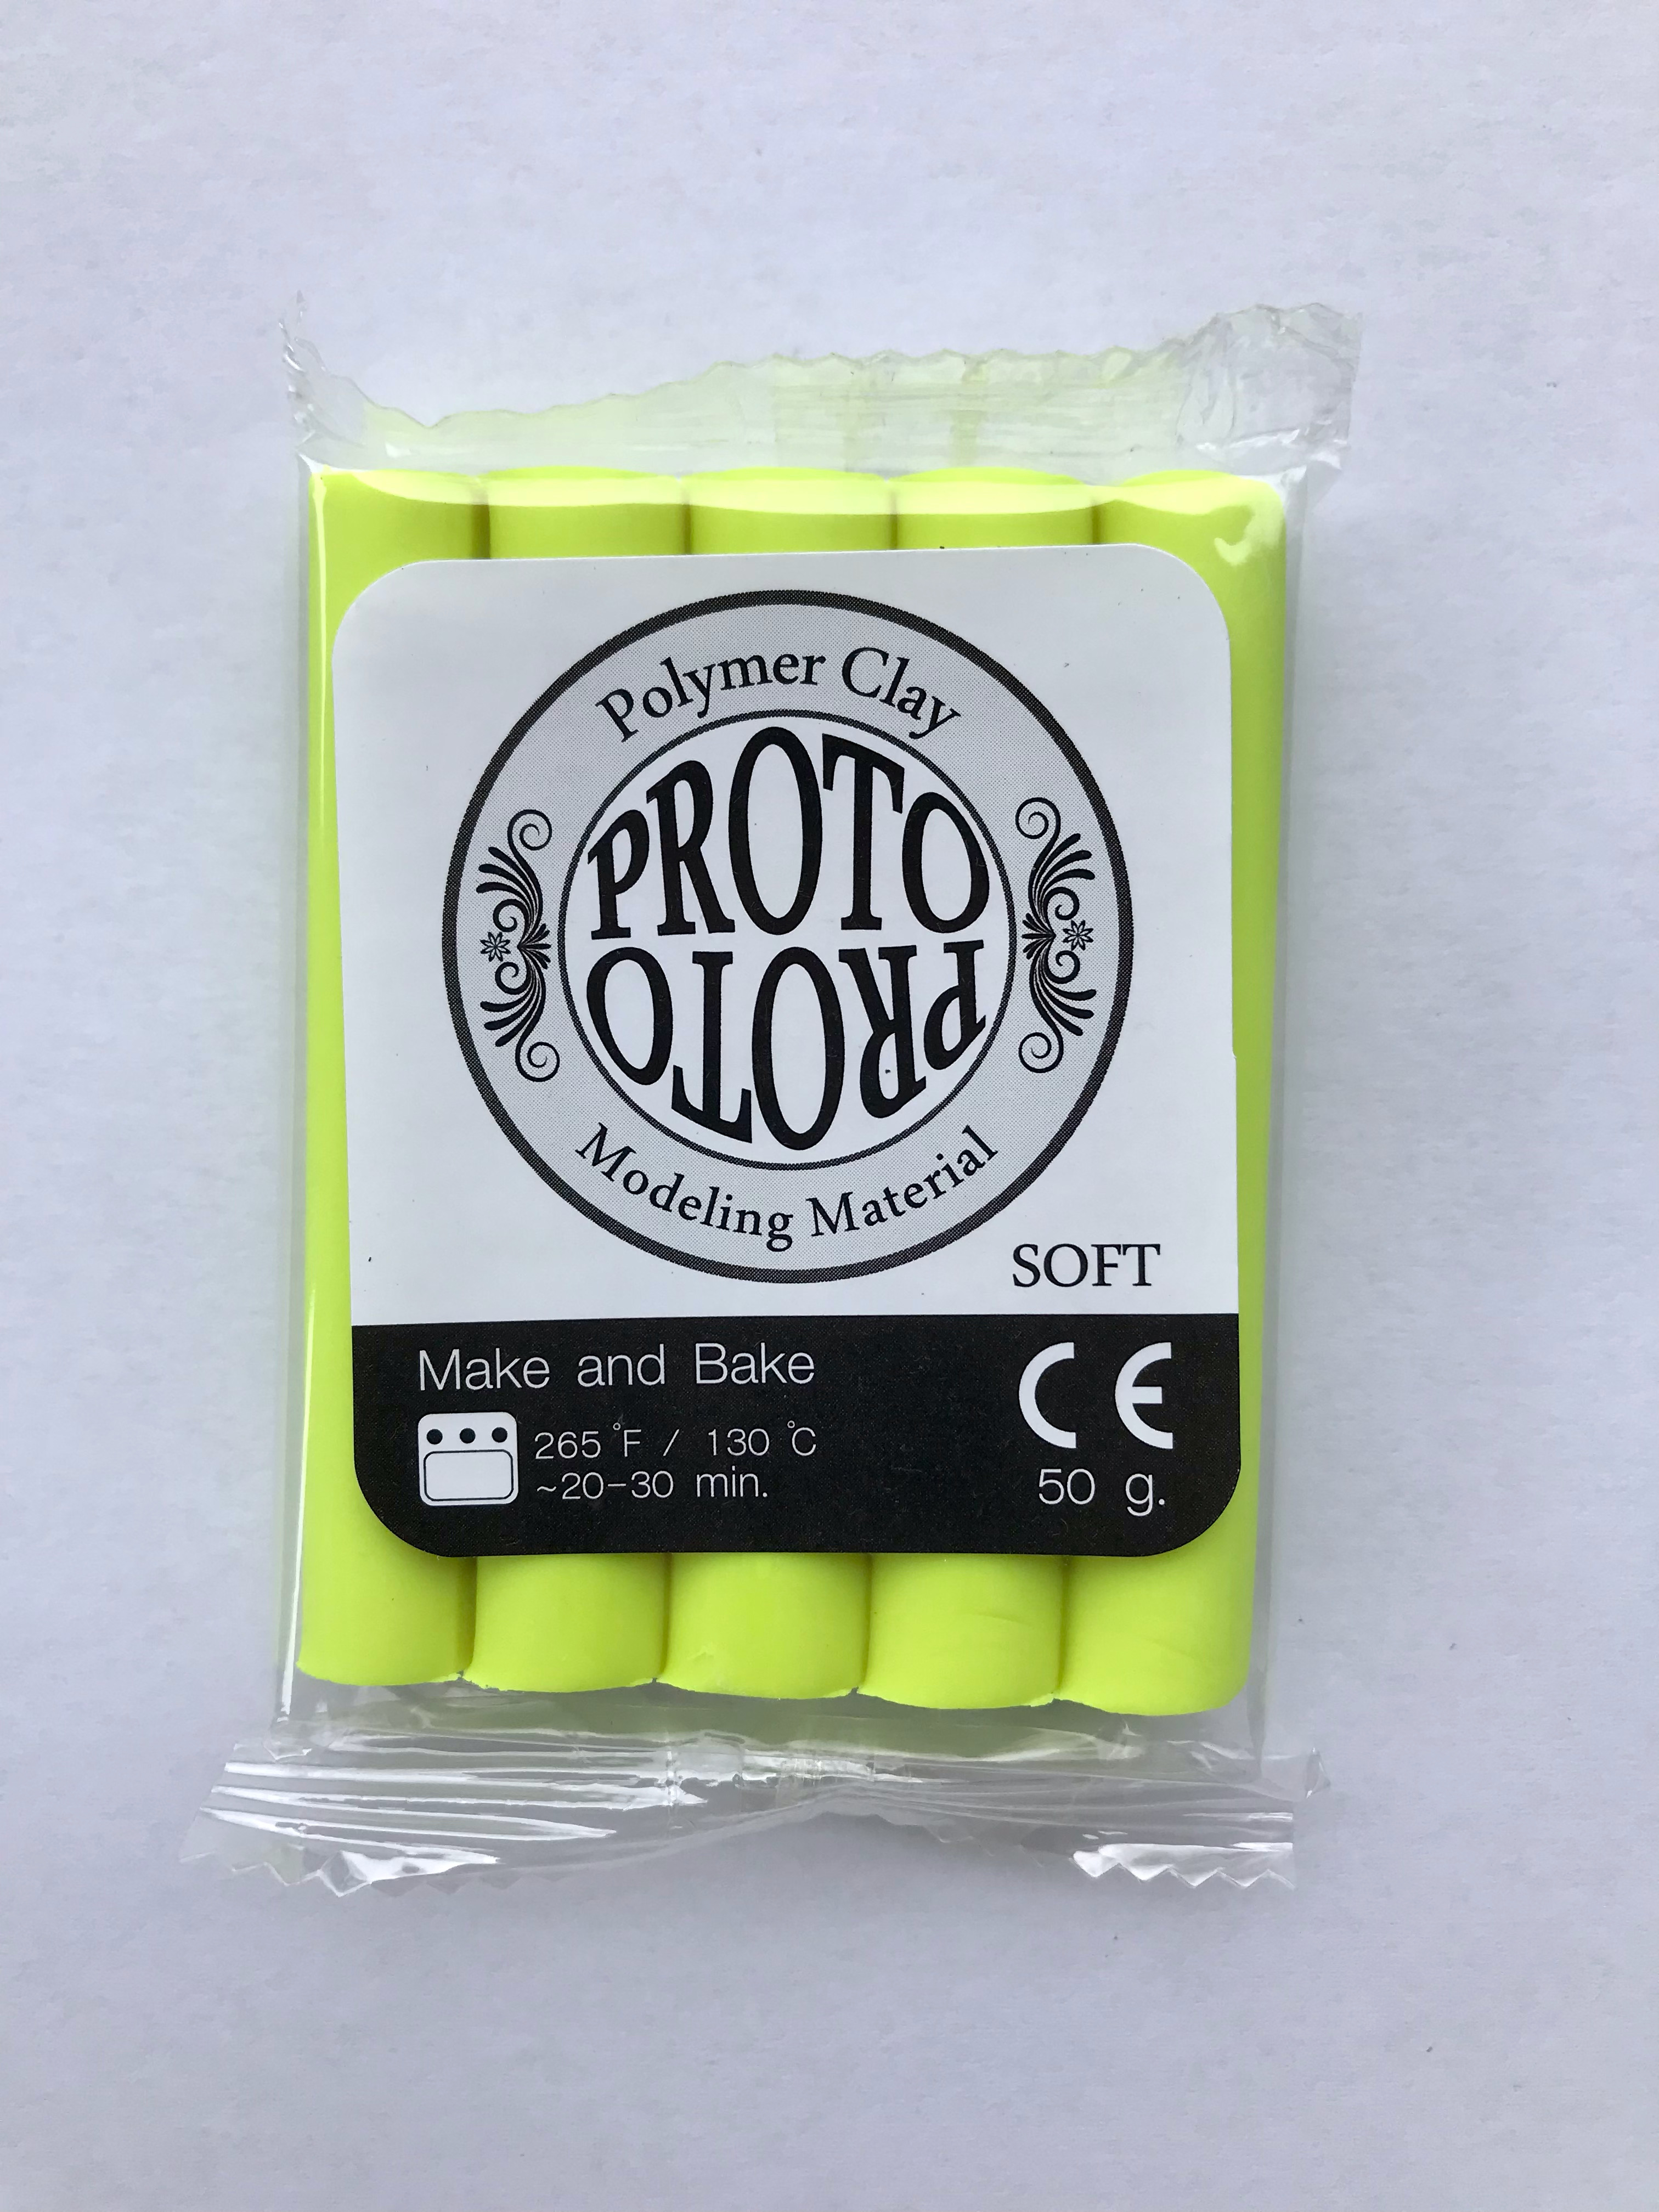 Polymer Clay
PROTO
PROTO
Modeling Material
SOFT
Make and Bake
265°F / 130 °C
~20-30 min.
CE
50 g.